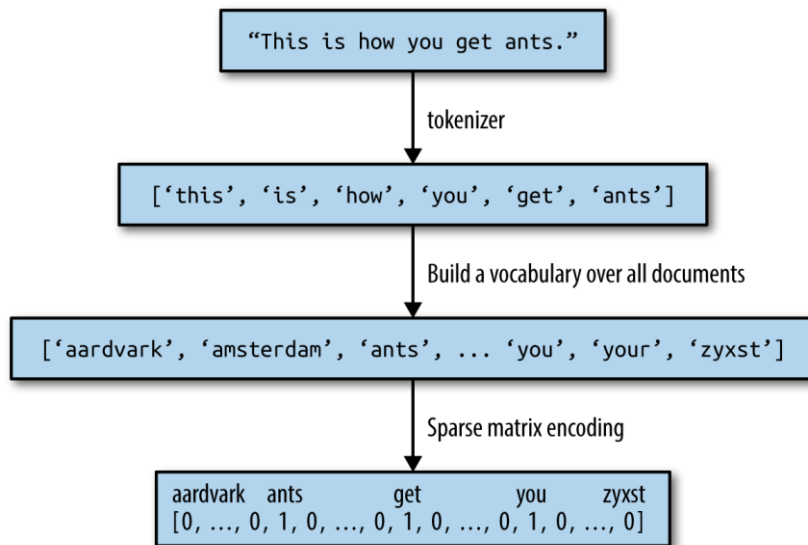 “This is how you get ants.”
tokenizer
[‘this’, ‘is’, ‘how’, ‘you’, ‘get’, ‘ants’]
Build a vocabulary over all documents
[‘aardvark’, ‘amsterdam’, ‘ants’, ... ‘you’, ‘your’, ‘zyxst’]
Sparse matrix encoding
aardvark ants get you zyxst
[0, …, 0, 1, 0, …, 0, 1, 0, …, 0, 1, 0, …, 0]